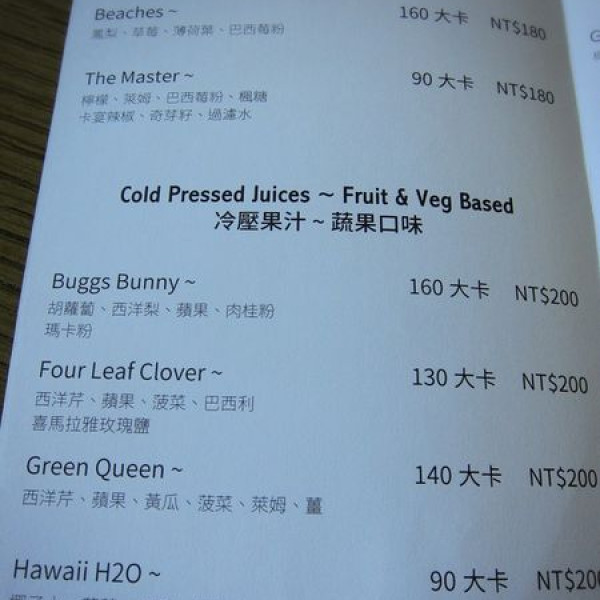 Beaches ~ 160 大卡 NT$180
鳳梨、草莓、薄荷葉、巴西莓粉
The Master ~ 90 大卡 NT$180
檸檬、萊姆、巴西莓粉、楓糖
卡宴辣椒、奇芽籽、過濾水
Cold Pressed Juices ~ Fruit & Veg Based
冷壓果汁 ~ 蔬果口味
Buggs Bunny ~ 160 大卡 NT$200
胡蘿蔔、西洋梨、蘋果、肉桂粉
瑪卡粉
Four Leaf Clover ~ 130 大卡 NT$200
西洋芹、蘋果、菠菜、巴西利
喜馬拉雅玫瑰鹽
Green Queen ~ 140 大卡 NT$200
西洋芹、蘋果、黃瓜、菠菜、萊姆、薑
Hawaii H2O ~ 90 大卡 NT$200